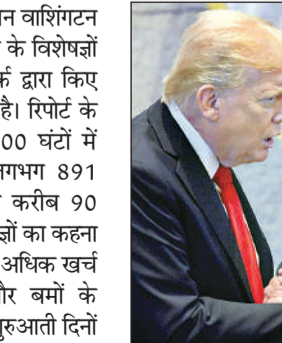 न वाशिंगटन
के विशेषज्ञों
र्क द्वारा किए
है। रिपोर्ट के
00 घंटों में
गभग 891
करीब 90
ज्ञों का कहना
अधिक खर्च
और बमों के
शुरुआती दिनों